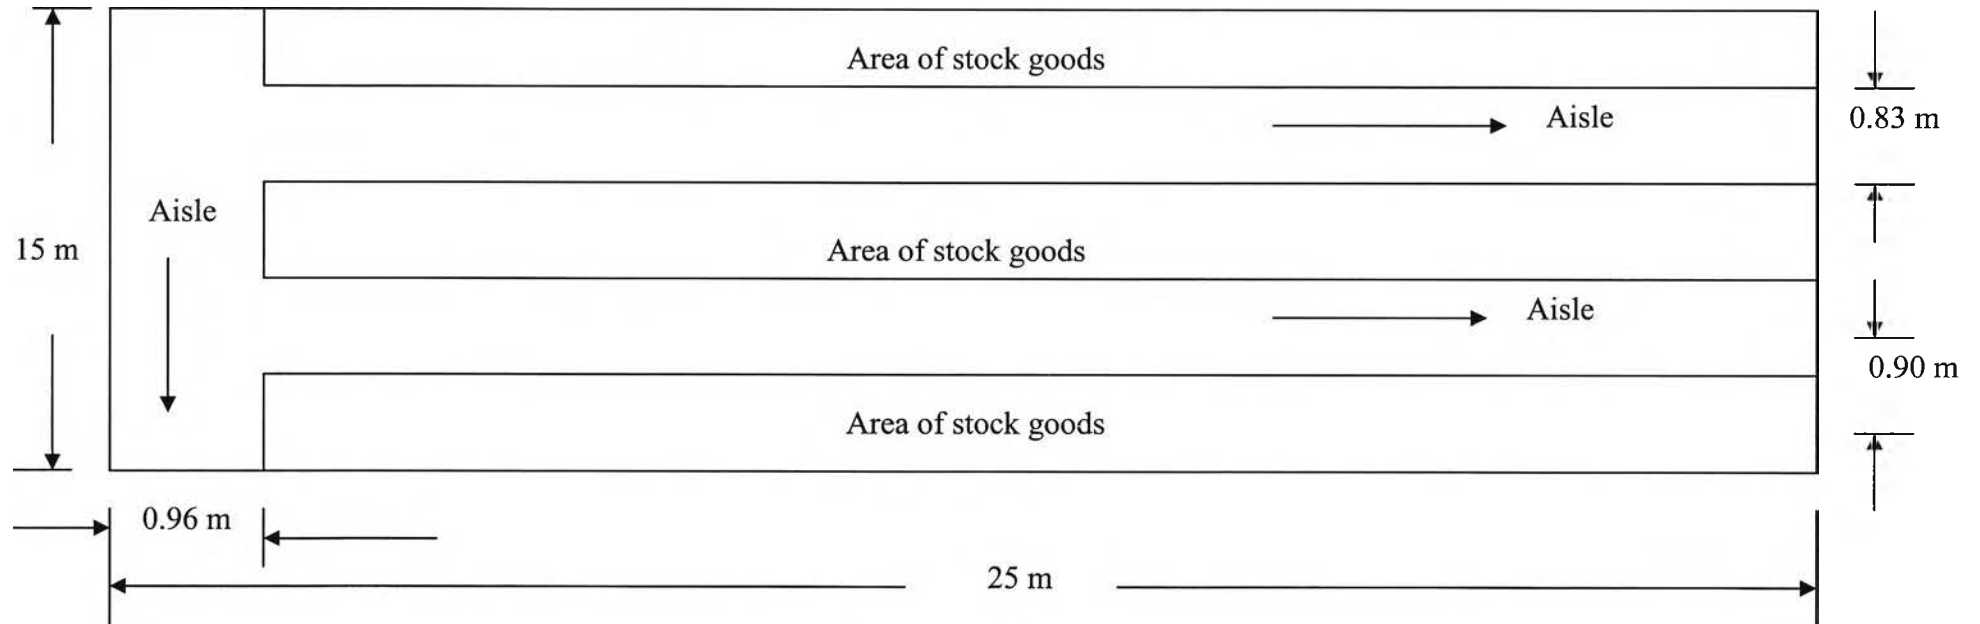 Area of stock goods
Aisle
0.83 m
Aisle
15 m
Area of stock goods
Aisle
0.90 m
Area of stock goods
0.96 m
25 m